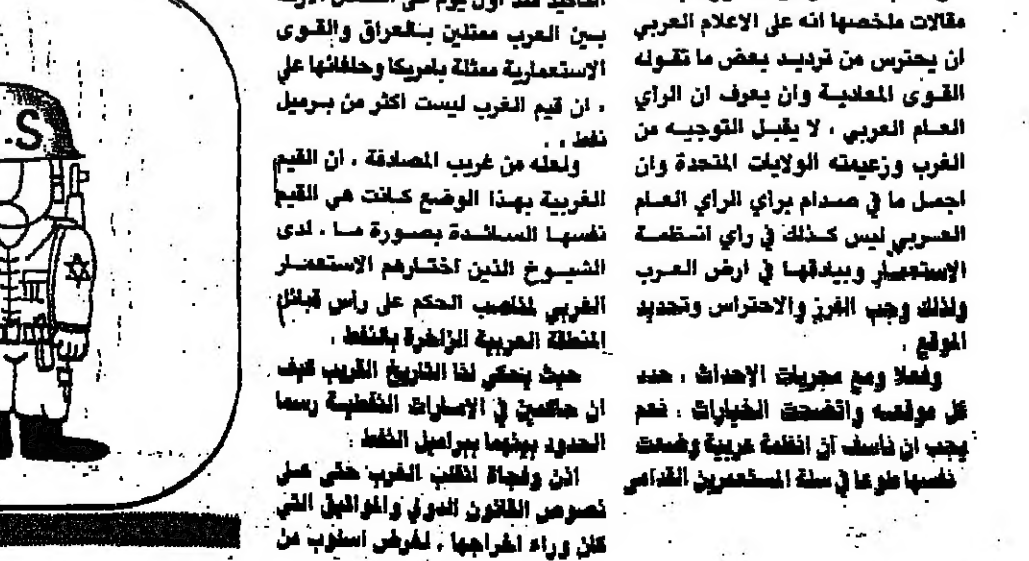 مقالات ملخصها انه على الاعلام العربي
ان يحترس من ترديد بعض ما تقوله
القوى المعادية وان يعرف ان الراي
العام العربي ، لا يقبل التوجيه من
الغرب وزعيمته الولايات المتحدة وان
اجمل ما في صدام براي الراي العام
العربي ليس كذلك في راي انظمة
الاستعمار وبيادقها في ارض العرب
ولذلك وجب الفرز والاحتراس وتحديد
الموقع .
وفعلا ومع مجريات الاحداث ، حدد
كل موقعه واتضحت الخيارات . نعم
يجب ان ناسف ان انظمة عربية وضعت
نفسها طوعا في سلة المستعمرين القدامى
بين العرب ممثلين بالعراق والقوى
الاستعمارية ممثلة بامريكا وحلفائها على
. ان قيم الغرب ليست اكثر من برميل
نفط . .
ولعله من غريب المصادفة ، ان القيم
الغربية بهذا الوضع كانت هي القيم
نفسها السائدة بصورة ما ، لدى
الشيوخ الذين اختارهم الاستعمار
الغربي لمناصب الحكم على راس قبائل
المنطقة العربية الزاخرة بالنفط .
حيث يحكي لنا التاريخ القريب كيف
ان حاكمين في الامارات النفطية رسما
الحدود بينهما ببراميل النفط .
اذن وفجاة انقلب الغرب حتى على
نصوص القانون الدولي والمواثيق التي
كان وراء اخراجها ، لفرض اسلوب من
.S